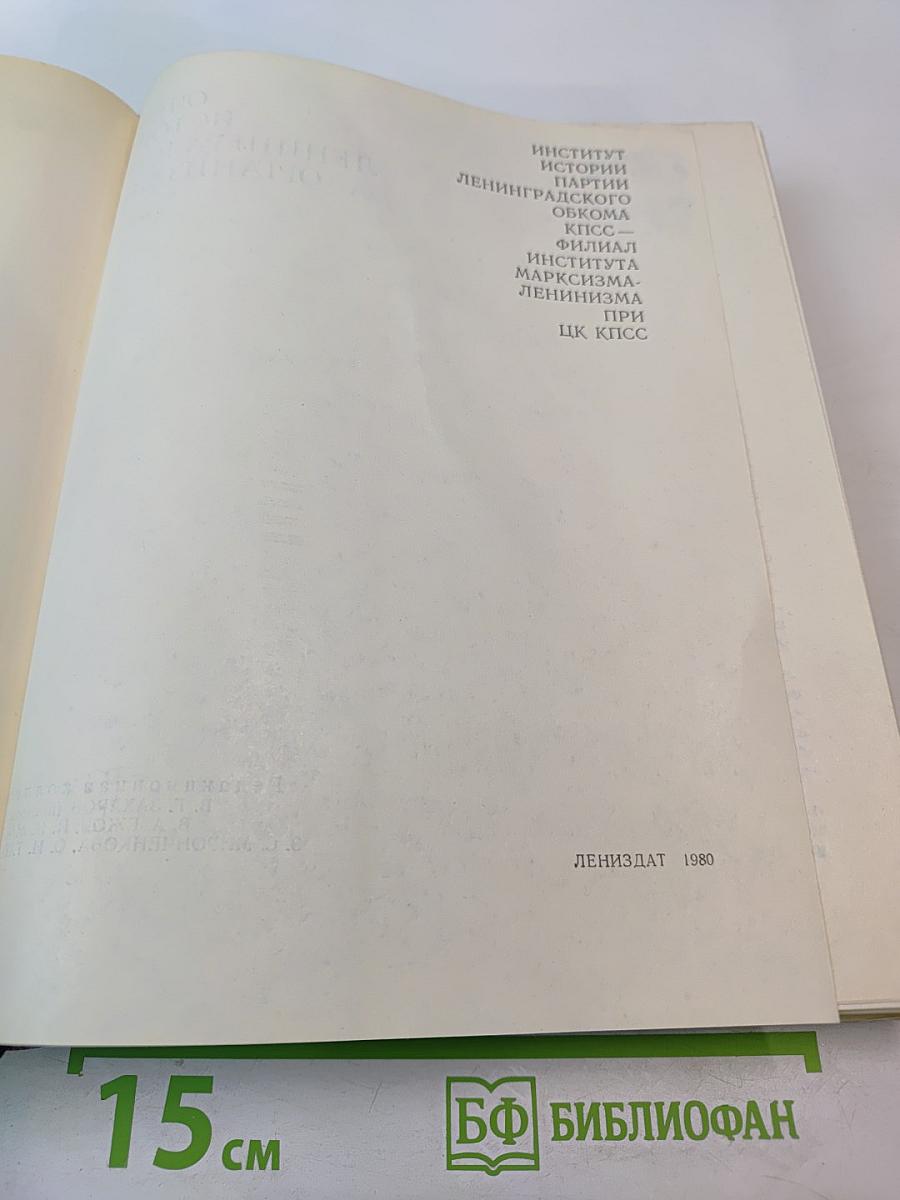 ИНСТИТУТ
ИСТОРИИ
ПАРТИИ
ЛЕНИНГРАДСКОГО
ОБКОМА
КПСС —
ФИЛИАЛ
ИНСТИТУТА
МАРКСИЗМА-
ЛЕНИНИЗМА
ПРИ
ЦК КПСС
ЛЕНИЗДАТ 1980
15 см
БФ БИБЛИОФАН